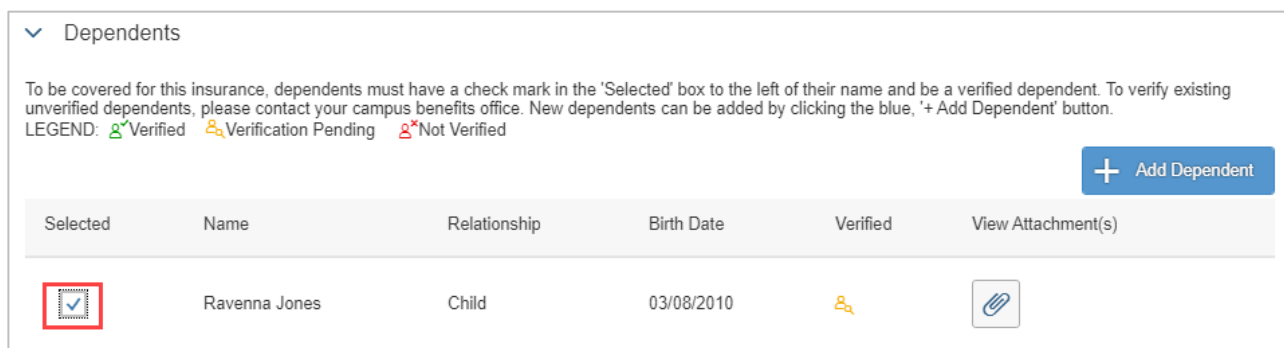 Dependents
To be covered for this insurance, dependents must have a check mark in the 'Selected' box to the left of their name and be a verified dependent. To verify existing
unverified dependents, please contact your campus benefits office. New dependents can be added by clicking the blue, '+ Add Dependent' button.
LEGEND: Verified Verification Pending Not Verified
+ Add Dependent
Selected Name Relationship Birth Date Verified View Attachment(s)
Ravenna Jones Child 03/08/2010